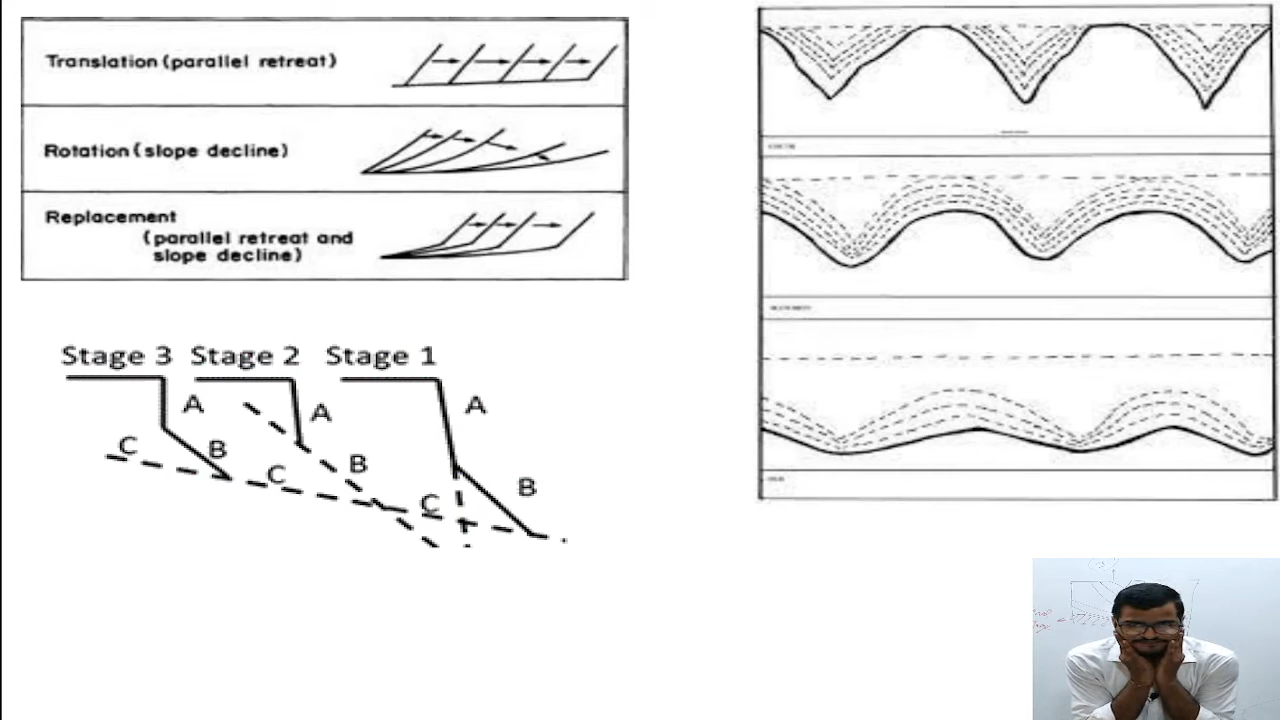 Translation (parallel retreat)
Rotation (slope decline)
Replacement
(parallel retreat and
slope decline)
Stage 3 Stage 2 Stage 1
A
A
A
C
B
B
C
B
C